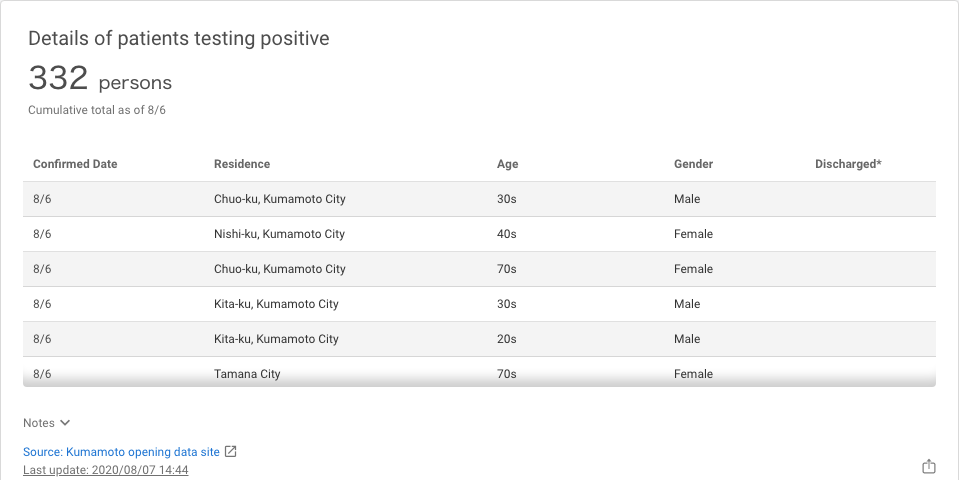 Details of patients testing positive
332 persons
Cumulative total as of 8/6
Confirmed Date Residence Age Gender Discharged*
8/6 Chuo-ku, Kumamoto City 30s Male
8/6 Nishi-ku, Kumamoto City 40s Female
8/6 Chuo-ku, Kumamoto City 70s Female
8/6 Kita-ku, Kumamoto City 30s Male
8/6 Kita-ku, Kumamoto City 20s Male
8/6 Tamana City 70s Female
Notes
Source: Kumamoto opening data site
Last update: 2020/08/07 14:44